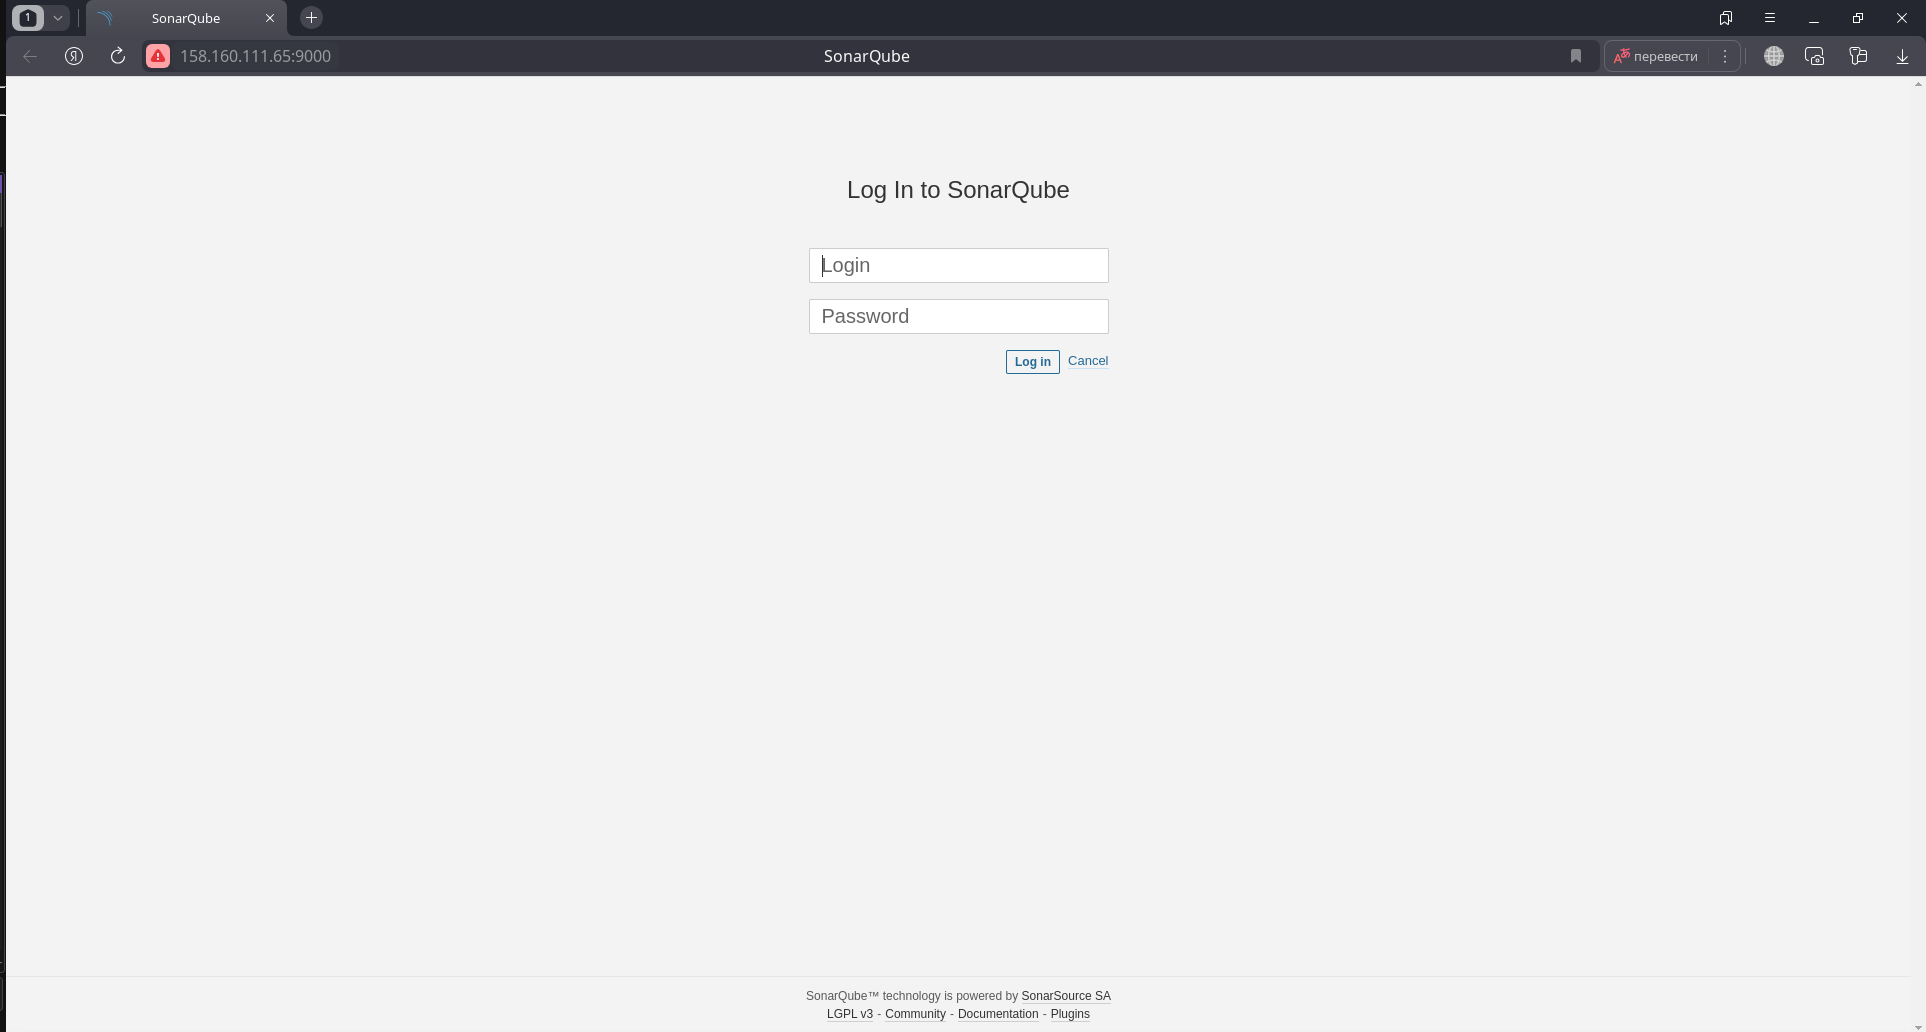 1
SonarQube
Я
158.160.111.65:9000
SonarQube
перевести
Log In to SonarQube
Login
Password
Log in
Cancel
SonarQube™ technology is powered by SonarSource SA
LGPL v3 - Community - Documentation - Plugins